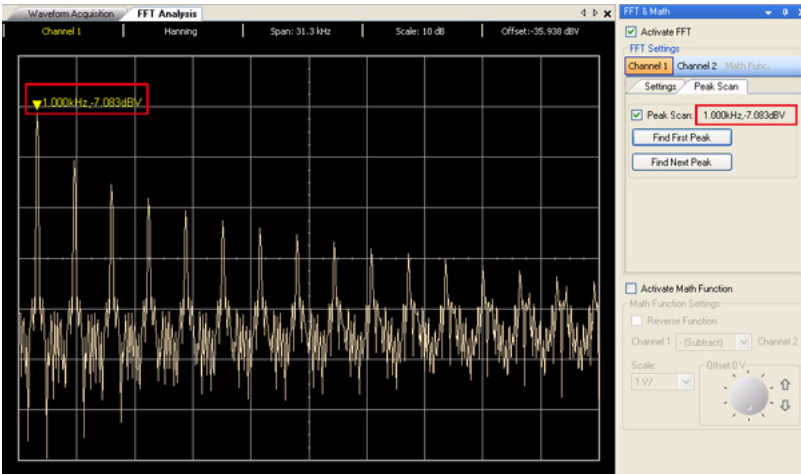 Waveform Acquisition FFT Analysis
Channel 1 Hanning Span: 31.3 kHz Scale: 10 dB Offset:-35.938 dBV
1.000kHz,-7.083dBV
FFT & Math
Activate FFT
FFT Settings
Channel 1 Channel 2 Math Func.
Settings Peak Scan
Peak Scan: 1.000kHz,-7.083dBV
Find First Peak
Find Next Peak
Activate Math Function
Math Function Settings
Reverse Function
Channel 1 - (Subtract) Channel 2
Scale: Offset:0 V
1 V/